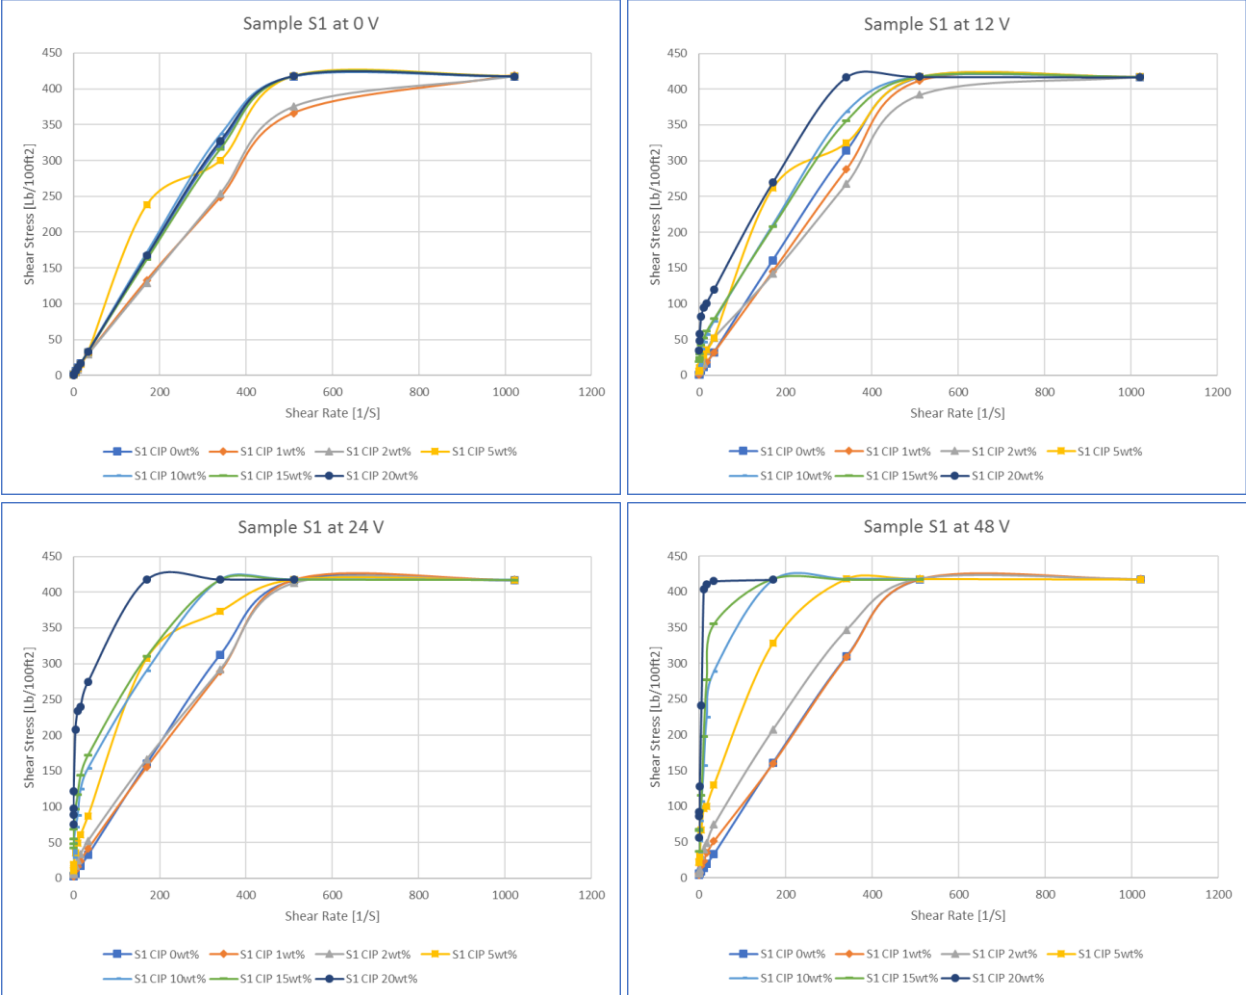 Sample S1 at 0 V
450
400
350
300
250
200
150
100
50
0
Shear Stress [Lb/100ft2]
0 200 400 600 800 1000 1200
Shear Rate [1/S]
S1 CIP 0wt% S1 CIP 1wt% S1 CIP 2wt% S1 CIP 5wt%
S1 CIP 10wt% S1 CIP 15wt% S1 CIP 20wt%
Sample S1 at 12 V
450
400
350
300
250
200
150
100
50
0
Shear Stress [Lb/100ft2]
0 200 400 600 800 1000 1200
Shear Rate [1/S]
S1 CIP 0wt% S1 CIP 1wt% S1 CIP 2wt% S1 CIP 5wt%
S1 CIP 10wt% S1 CIP 15wt% S1 CIP 20wt%
Sample S1 at 24 V
450
400
350
300
250
200
150
100
50
0
Shear Stress [Lb/100ft2]
0 200 400 600 800 1000 1200
Shear Rate [1/S]
S1 CIP 0wt% S1 CIP 1wt% S1 CIP 2wt% S1 CIP 5wt%
S1 CIP 10wt% S1 CIP 15wt% S1 CIP 20wt%
Sample S1 at 48 V
450
400
350
300
250
200
150
100
50
0
Shear Stress [Lb/100ft2]
0 200 400 600 800 1000 1200
Shear Rate [1/S]
S1 CIP 0wt% S1 CIP 1wt% S1 CIP 2wt% S1 CIP 5wt%
S1 CIP 10wt% S1 CIP 15wt% S1 CIP 20wt%